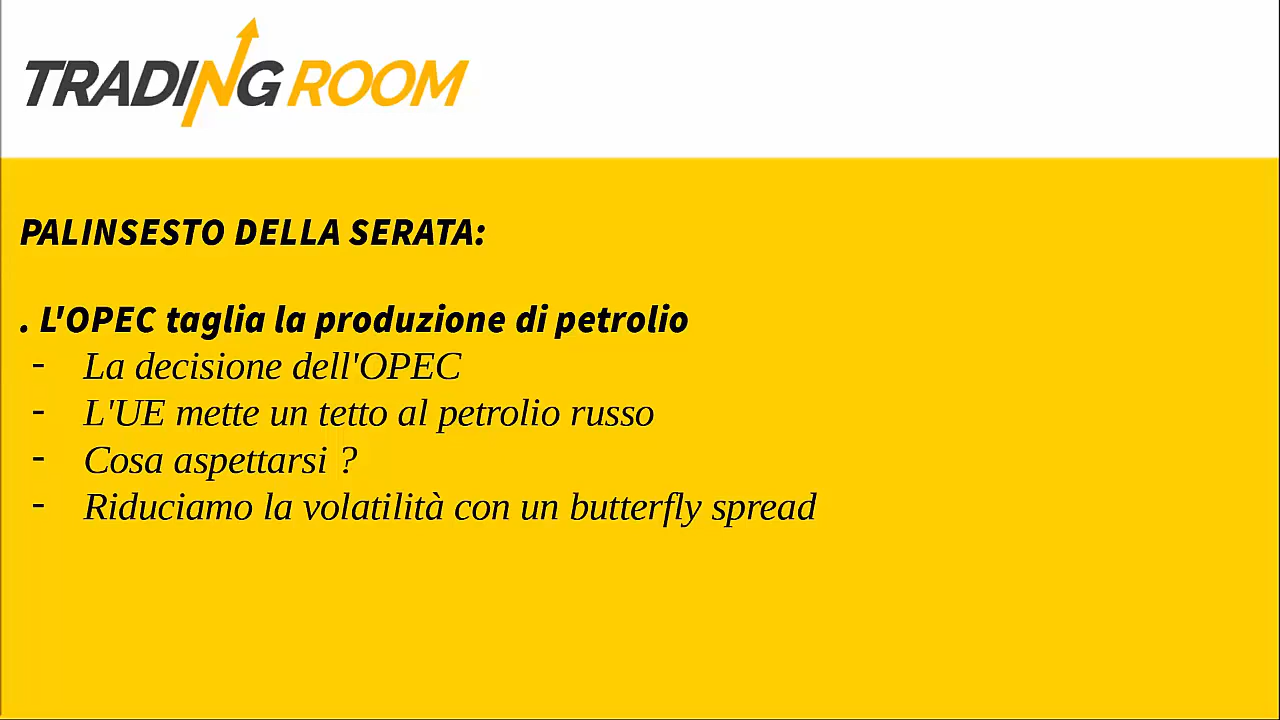 TRADING ROOM
PALINSESTO DELLA SERATA:
. L'OPEC taglia la produzione di petrolio
- La decisione dell'OPEC
- L'UE mette un tetto al petrolio russo
- Cosa aspettarsi ?
- Riduciamo la volatilità con un butterfly spread